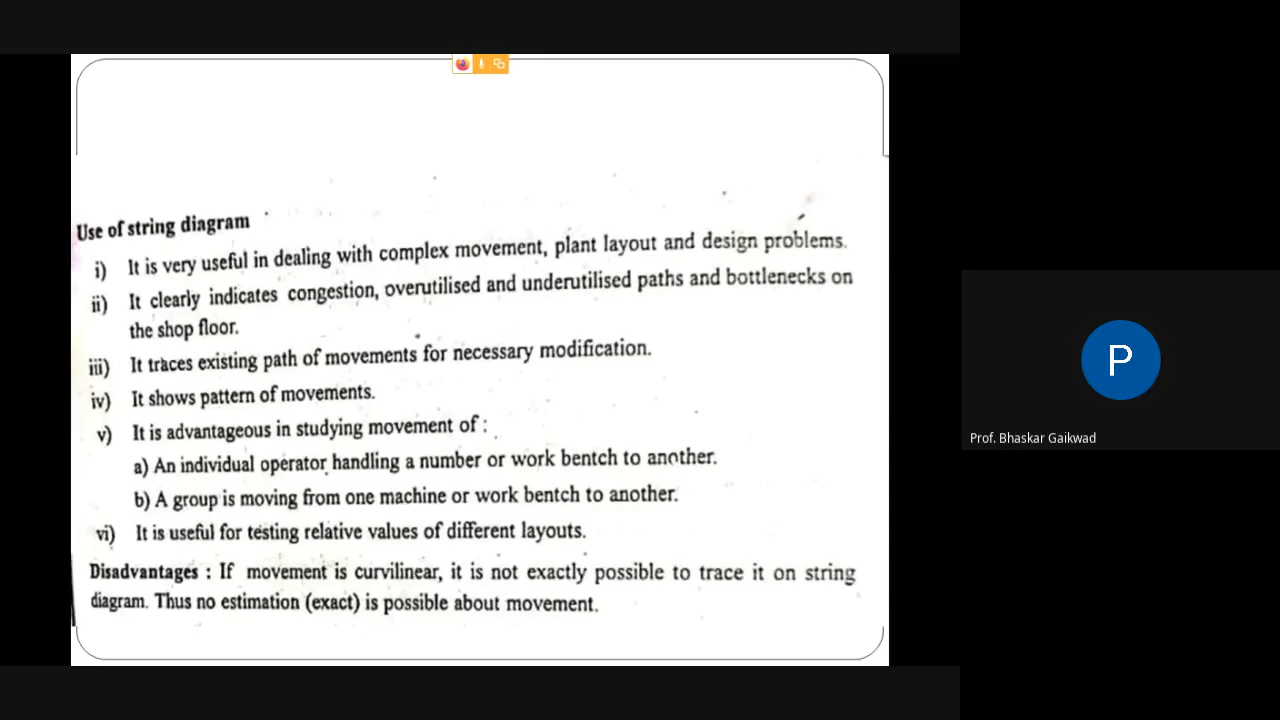 Use of string diagram
i) It is very useful in dealing with complex movement, plant layout and design problems.
ii) It clearly indicates congestion, overutilised and underutilised paths and bottlenecks on
the shop floor.
iii) It traces existing path of movements for necessary modification.
iv) It shows pattern of movements.
v) It is advantageous in studying movement of :
a) An individual operator handling a number or work bentch to another.
b) A group is moving from one machine or work bentch to another.
vi) It is useful for testing relative values of different layouts.
Disadvantages : If movement is curvilinear, it is not exactly possible to trace it on string
diagram. Thus no estimation (exact) is possible about movement.
P
Prof. Bhaskar Gaikwad